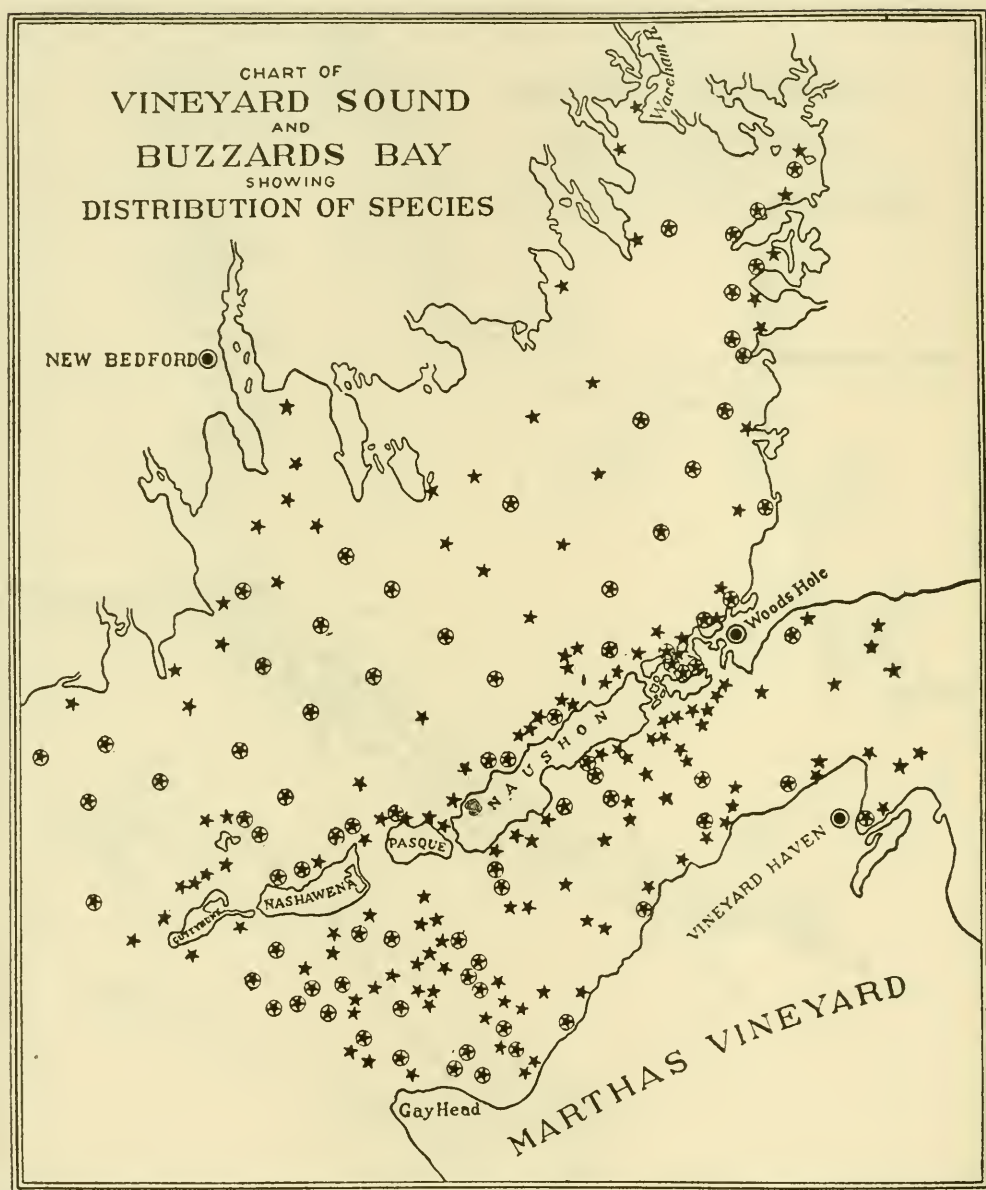 CHART OF
VINEYARD SOUND
AND
BUZZARDS BAY
SHOWING
DISTRIBUTION OF SPECIES
Wareham R
NEW BEDFORD
Woods Hole
NAUSHON
PASQUE
NASHAWENA
CUTTYHUNK
VINEYARD HAVEN
MARTHAS VINEYARD
Gay Head